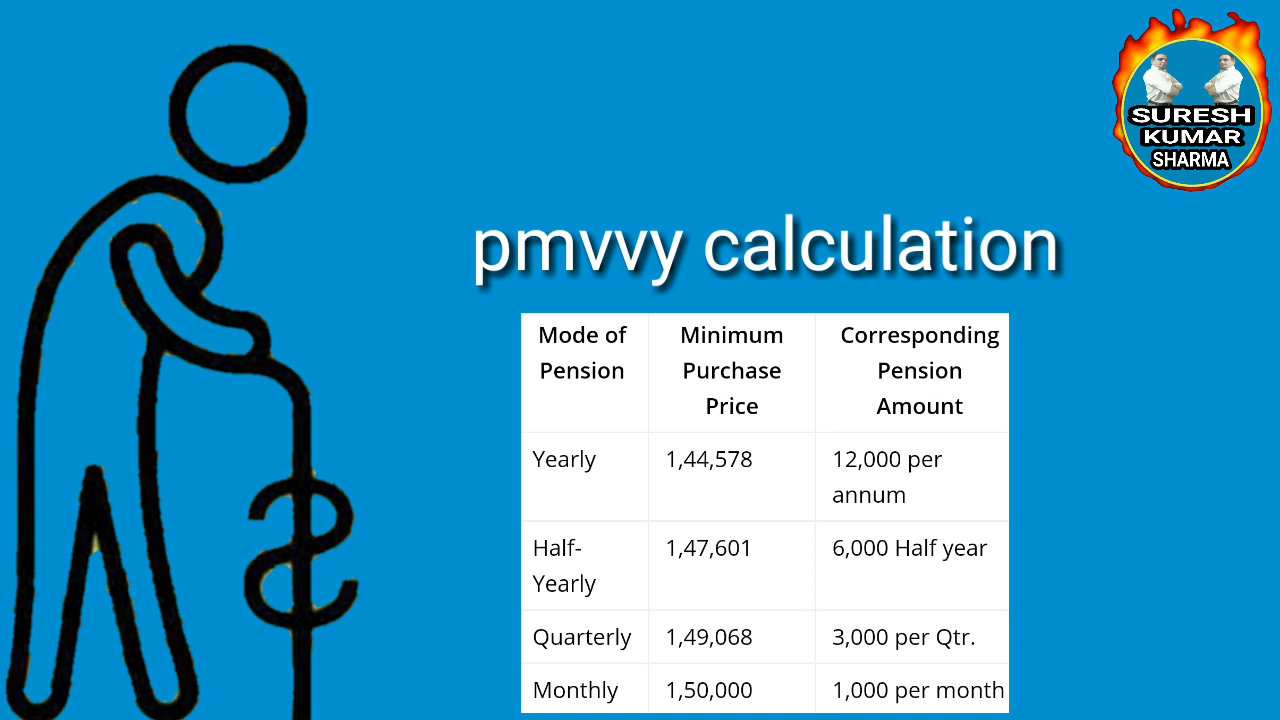 SURESH
KUMAR
SHARMA
pmvvy calculation
Mode of Pension Minimum Purchase Price Corresponding Pension Amount
Yearly 1,44,578 12,000 per annum
Half-Yearly 1,47,601 6,000 Half year
Quarterly 1,49,068 3,000 per Qtr.
Monthly 1,50,000 1,000 per month